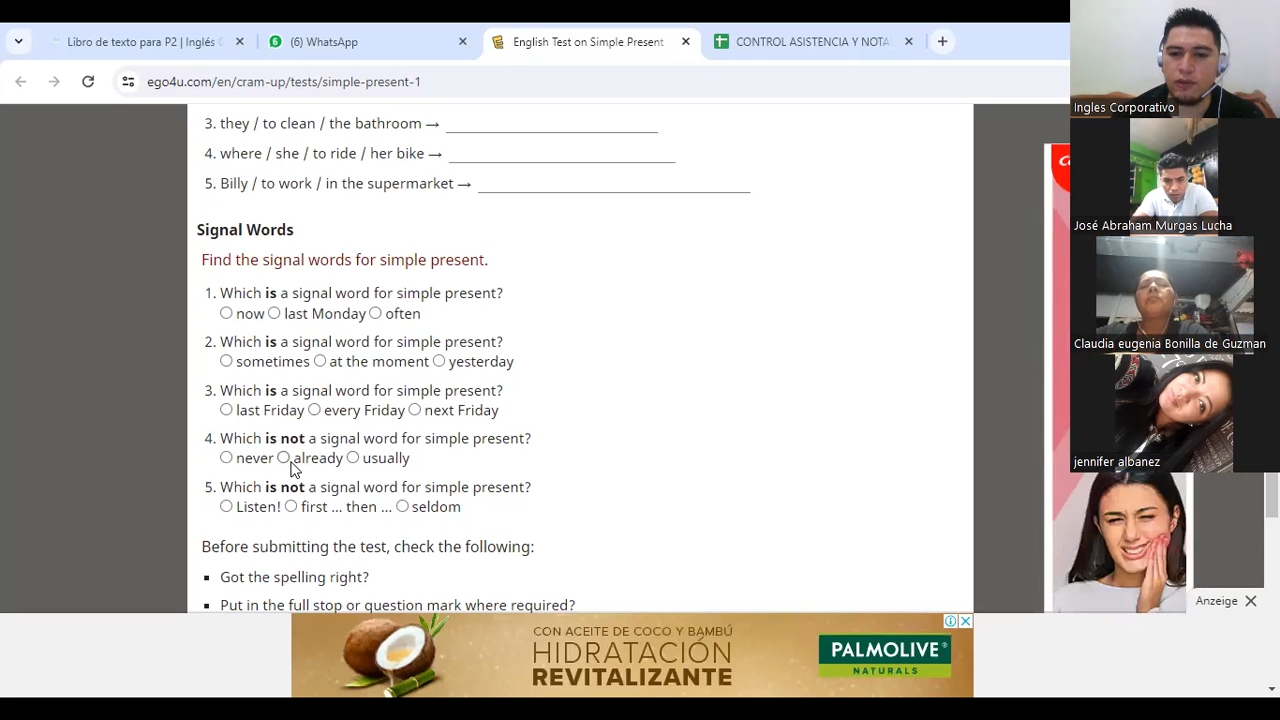 Libro de texto para P2 | Inglés
6
(6) WhatsApp
English Test on Simple Present
CONTROL ASISTENCIA Y NOTA
ego4u.com/en/cram-up/tests/simple-present-1
Ingles Corporativo
José Abraham Murgas Lucha
Claudia eugenia Bonilla de Guzman
jennifer albanez
3. they / to clean / the bathroom →
4. where / she / to ride / her bike →
5. Billy / to work / in the supermarket →
Signal Words
Find the signal words for simple present.
1. Which is a signal word for simple present?
now last Monday often
2. Which is a signal word for simple present?
sometimes at the moment yesterday
3. Which is a signal word for simple present?
last Friday every Friday next Friday
4. Which is not a signal word for simple present?
never already usually
5. Which is not a signal word for simple present?
Listen! first ... then ... seldom
Before submitting the test, check the following:
▪ Got the spelling right?
▪ Put in the full stop or question mark where required?
Anzeige
CON ACEITE DE COCO Y BAMBÚ
HIDRATACIÓN
REVITALIZANTE
PALMOLIVE
NATURALS